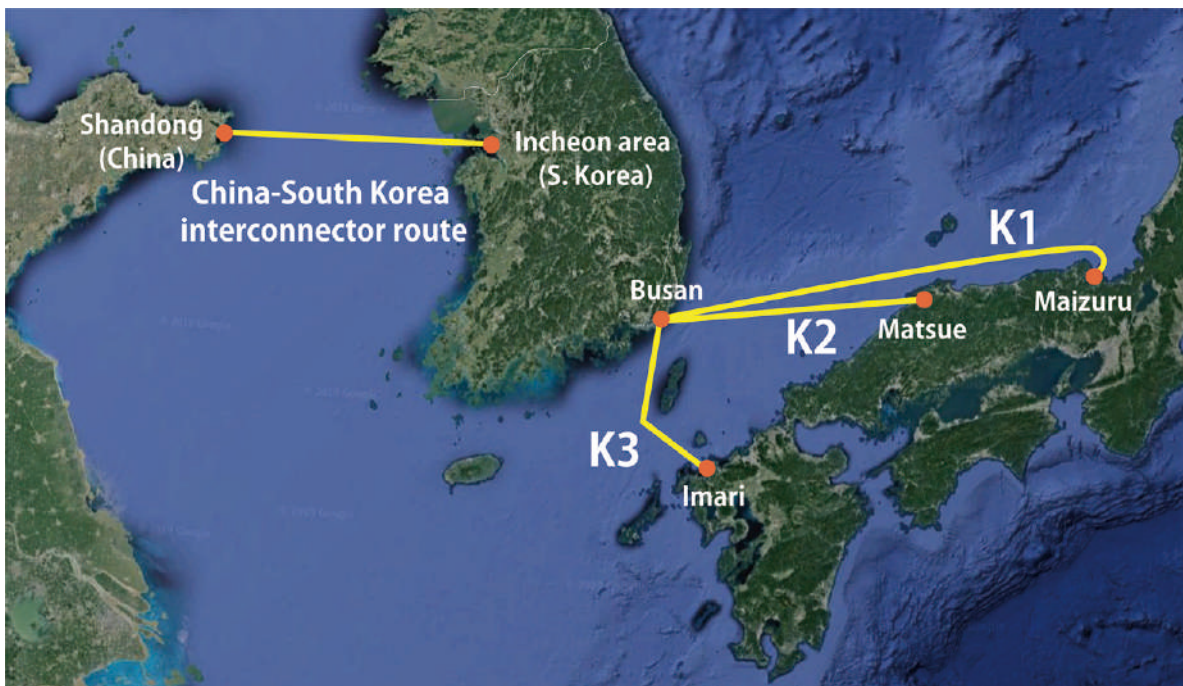 Shandong
(China)
Incheon area
(S. Korea)
China-South Korea
interconnector route
K1
Busan
Maizuru
K2
Matsue
K3
Imari